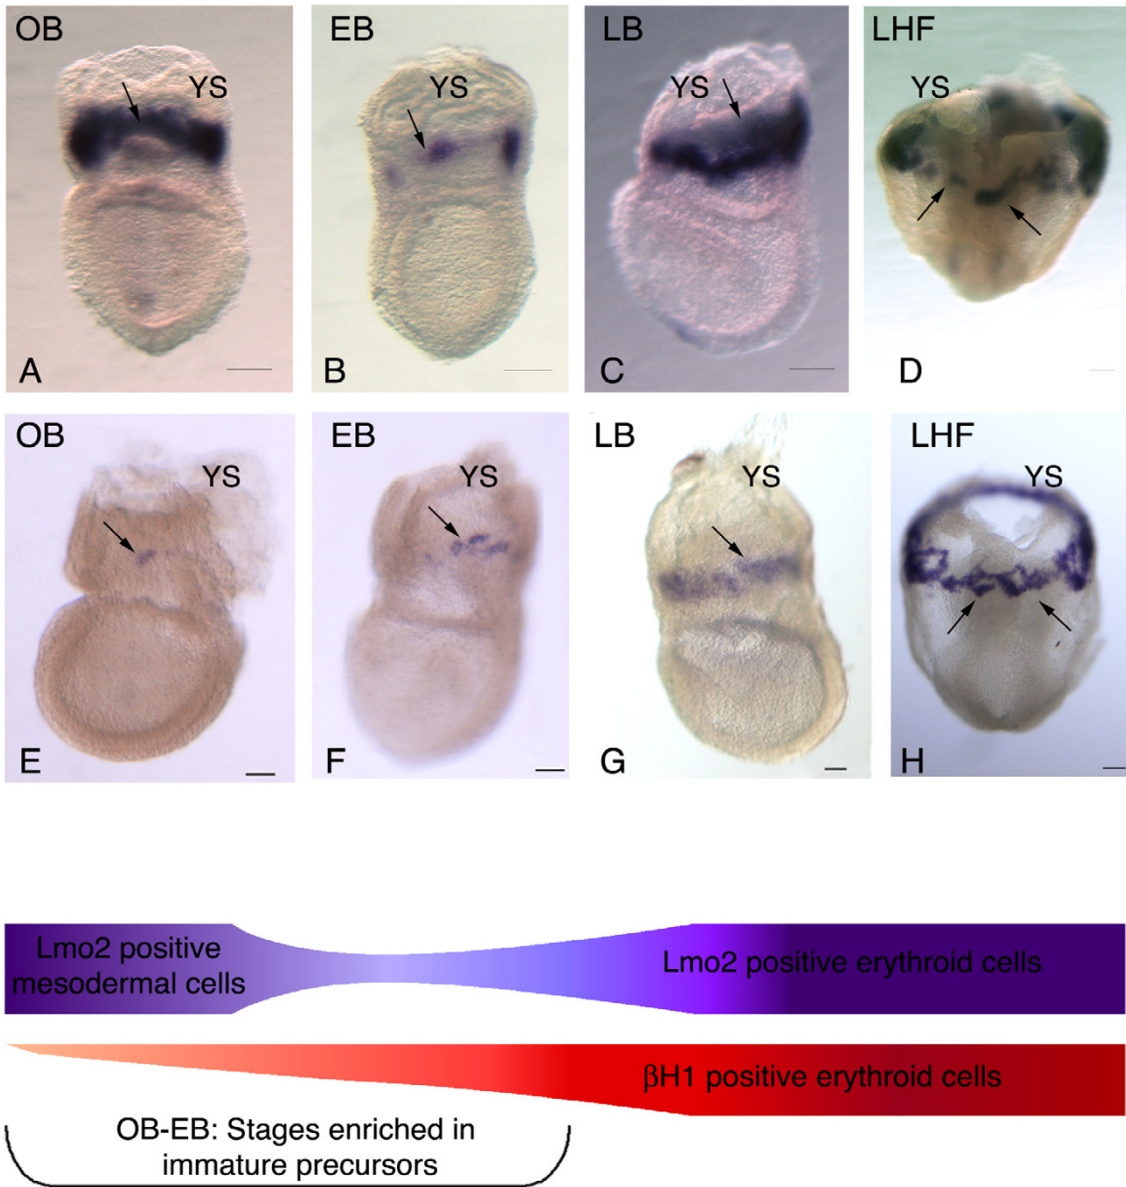 OB
YS
A
EB
YS
B
LB
YS
C
LHF
YS
D
OB
YS
E
EB
YS
F
LB
YS
G
LHF
YS
H
Lmo2 positive
mesodermal cells
Lmo2 positive erythroid cells
βH1 positive erythroid cells
OB-EB: Stages enriched in
immature precursors